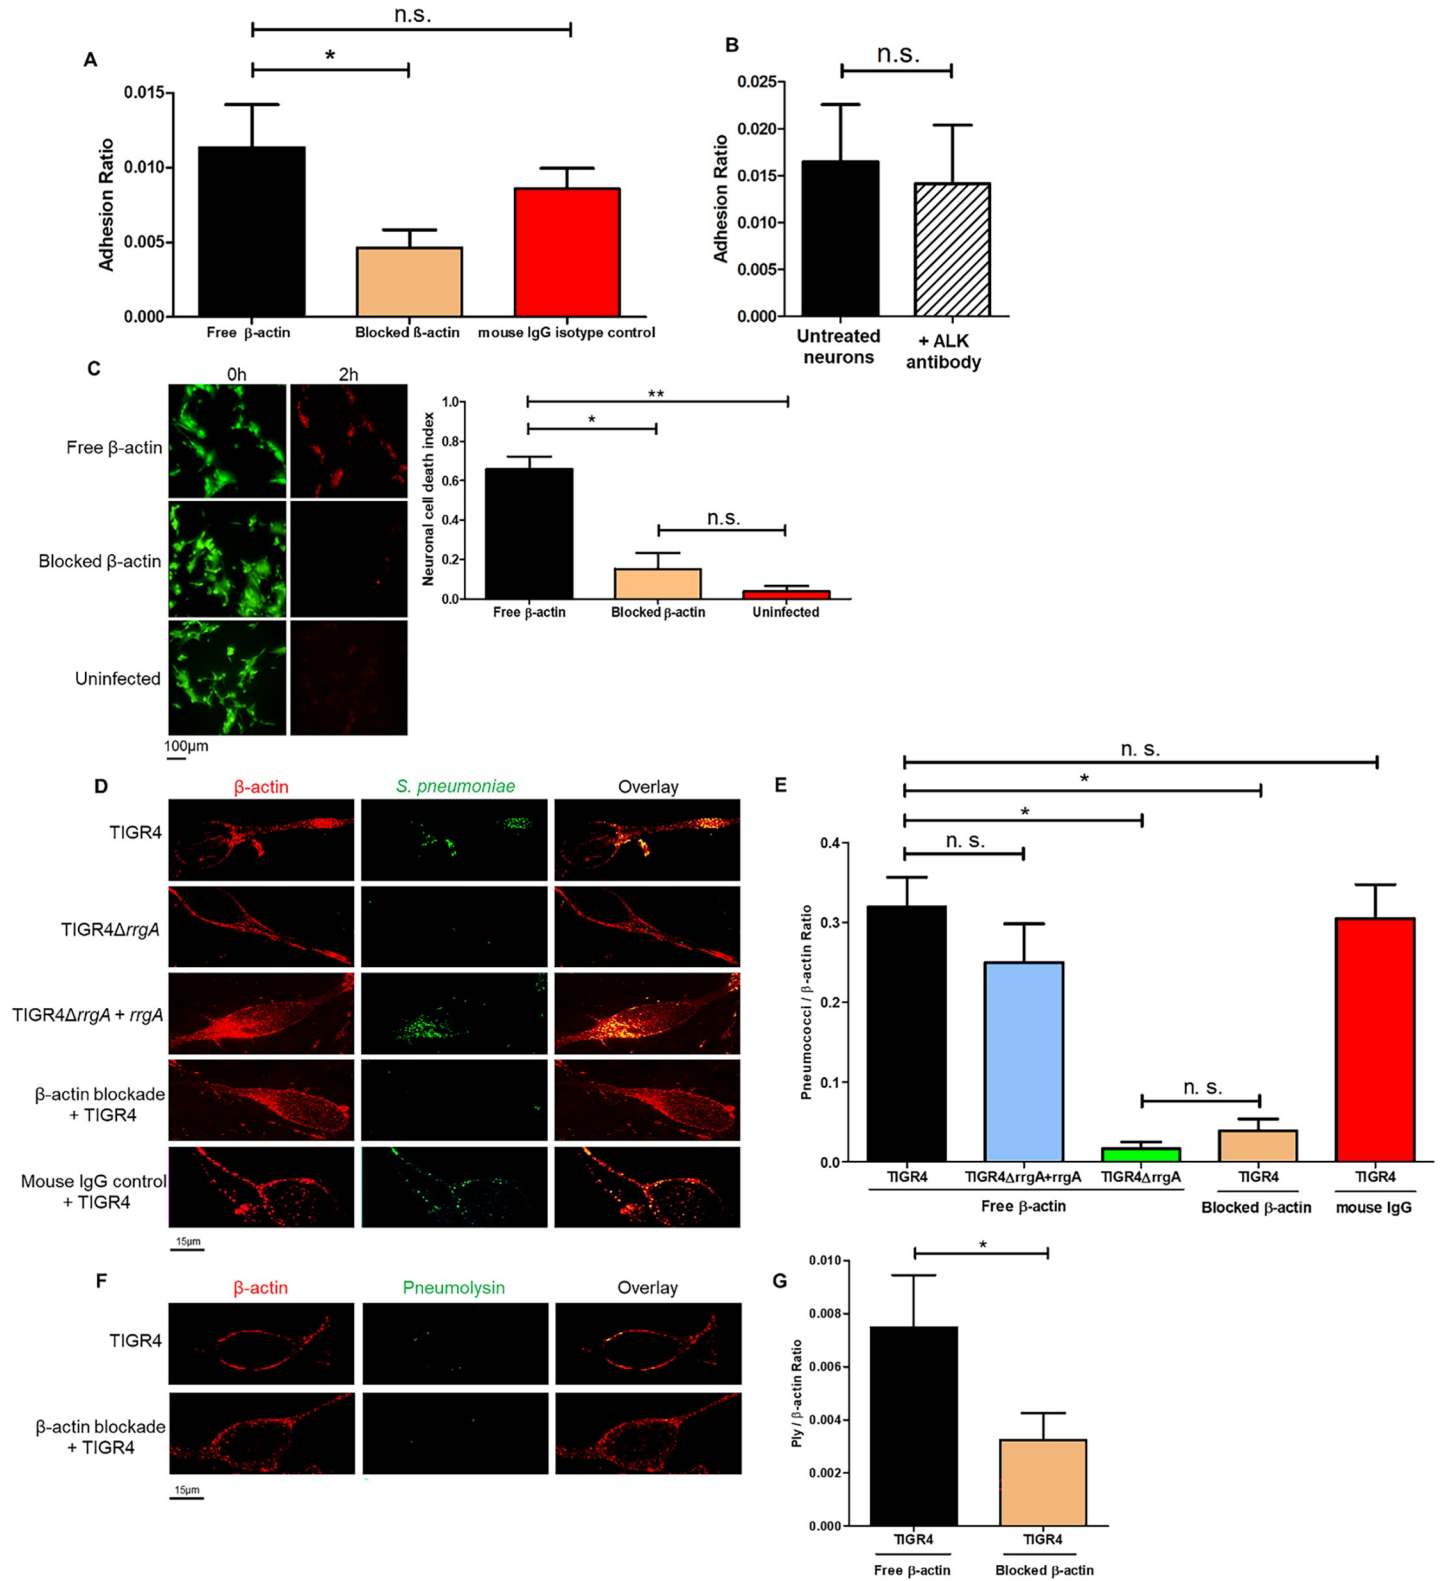 n.s.
A
*
0.015
0.010
0.005
0.000
Adhesion Ratio
Free β-actin
Blocked ß-actin
mouse IgG isotype control
B
n.s.
0.025
0.020
0.015
0.010
0.005
0.000
Adhesion Ratio
Untreated
neurons
+ ALK
antibody
C
0h
2h
Free β-actin
Blocked β-actin
Uninfected
100µm
**
*
n.s.
1.0
0.8
0.6
0.4
0.2
0.0
Neuronal cell death index
Free β-actin
Blocked β-actin
Uninfected
D
β-actin
S. pneumoniae
Overlay
TIGR4
TIGR4ΔrrgA
TIGR4ΔrrgA + rrgA
β-actin blockade
+ TIGR4
Mouse IgG control
+ TIGR4
15µm
E
n. s.
*
*
n. s.
n. s.
0.4
0.3
0.2
0.1
0.0
Pneumococci / β-actin Ratio
TIGR4
TIGR4ΔrrgA+rrgA
TIGR4ΔrrgA
TIGR4
TIGR4
Free β-actin
Blocked β-actin
mouse IgG
F
β-actin
Pneumolysin
Overlay
TIGR4
β-actin blockade
+ TIGR4
15µm
G
*
0.010
0.008
0.006
0.004
0.002
0.000
Ply / β-actin Ratio
TIGR4
TIGR4
Free β-actin
Blocked β-actin